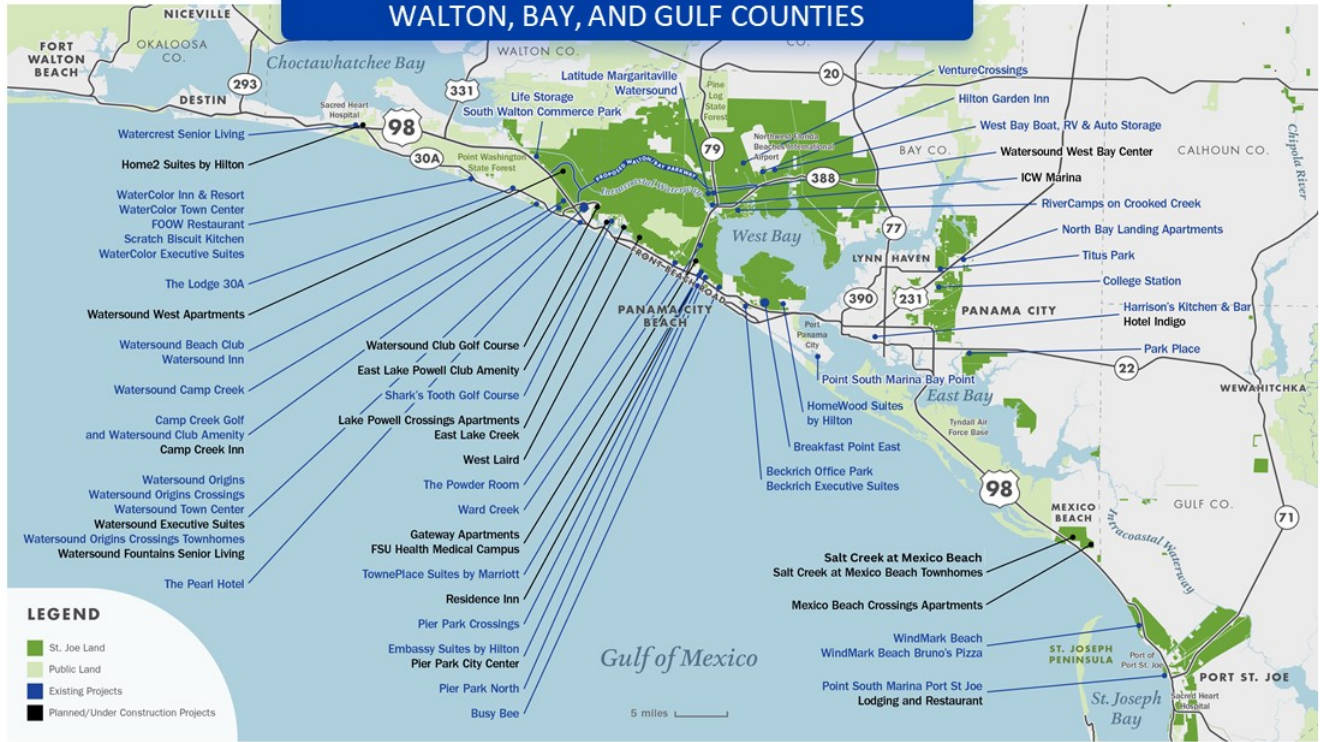 WALTON, BAY, AND GULF COUNTIES
NICEVILLE
FORT
WALTON
BEACH
OKALOOSA
CO.
Choctawhatchee Bay
WALTON CO.
CO.
293
DESTIN
331
Sacred Heart
Hospital
98
30A
Point Washington
State Forest
Life Storage
South Walton Commerce Park
Latitude Margaritaville
Watersound
Pine
Log
State
Forest
79
20
Northwest Florida
Beaches International
Airport
388
PROPOSED WALTON/BAY PARKWAY
Intracoastal Waterway
West Bay
BAY CO.
CALHOUN CO.
Chipola River
VentureCrossings
Hilton Garden Inn
West Bay Boat, RV & Auto Storage
Watersound West Bay Center
ICW Marina
RiverCamps on Crooked Creek
North Bay Landing Apartments
Titus Park
College Station
Harrison's Kitchen & Bar
Hotel Indigo
Park Place
77
LYNN HAVEN
390
231
PANAMA CITY
22
WEWAHITCHKA
East Bay
Tyndall Air
Force Base
Port
Panama
City
Point South Marina Bay Point
HomeWood Suites
by Hilton
Breakfast Point East
Beckrich Office Park
Beckrich Executive Suites
FRONT BEACH ROAD
PANAMA CITY
BEACH
Watercrest Senior Living
Home2 Suites by Hilton
WaterColor Inn & Resort
WaterColor Town Center
FOOW Restaurant
Scratch Biscuit Kitchen
WaterColor Executive Suites
The Lodge 30A
Watersound West Apartments
Watersound Beach Club
Watersound Inn
Watersound Camp Creek
Camp Creek Golf
and Watersound Club Amenity
Camp Creek Inn
Watersound Origins
Watersound Origins Crossings
Watersound Town Center
Watersound Executive Suites
Watersound Origins Crossings Townhomes
Watersound Fountains Senior Living
The Pearl Hotel
Watersound Club Golf Course
East Lake Powell Club Amenity
Shark's Tooth Golf Course
Lake Powell Crossings Apartments
East Lake Creek
West Laird
The Powder Room
Ward Creek
Gateway Apartments
FSU Health Medical Campus
TownePlace Suites by Marriott
Residence Inn
Pier Park Crossings
Embassy Suites by Hilton
Pier Park City Center
Pier Park North
Busy Bee
98
MEXICO
BEACH
GULF CO.
71
Intracoastal Waterway
Salt Creek at Mexico Beach
Salt Creek at Mexico Beach Townhomes
Mexico Beach Crossings Apartments
WindMark Beach
WindMark Beach Bruno's Pizza
Point South Marina Port St Joe
Lodging and Restaurant
ST. JOSEPH
PENINSULA
Port of
Port St. Joe
PORT ST. JOE
Sacred Heart
Hospital
St. Joseph
Bay
Gulf of Mexico
5 miles
LEGEND
St. Joe Land
Public Land
Existing Projects
Planned/Under Construction Projects